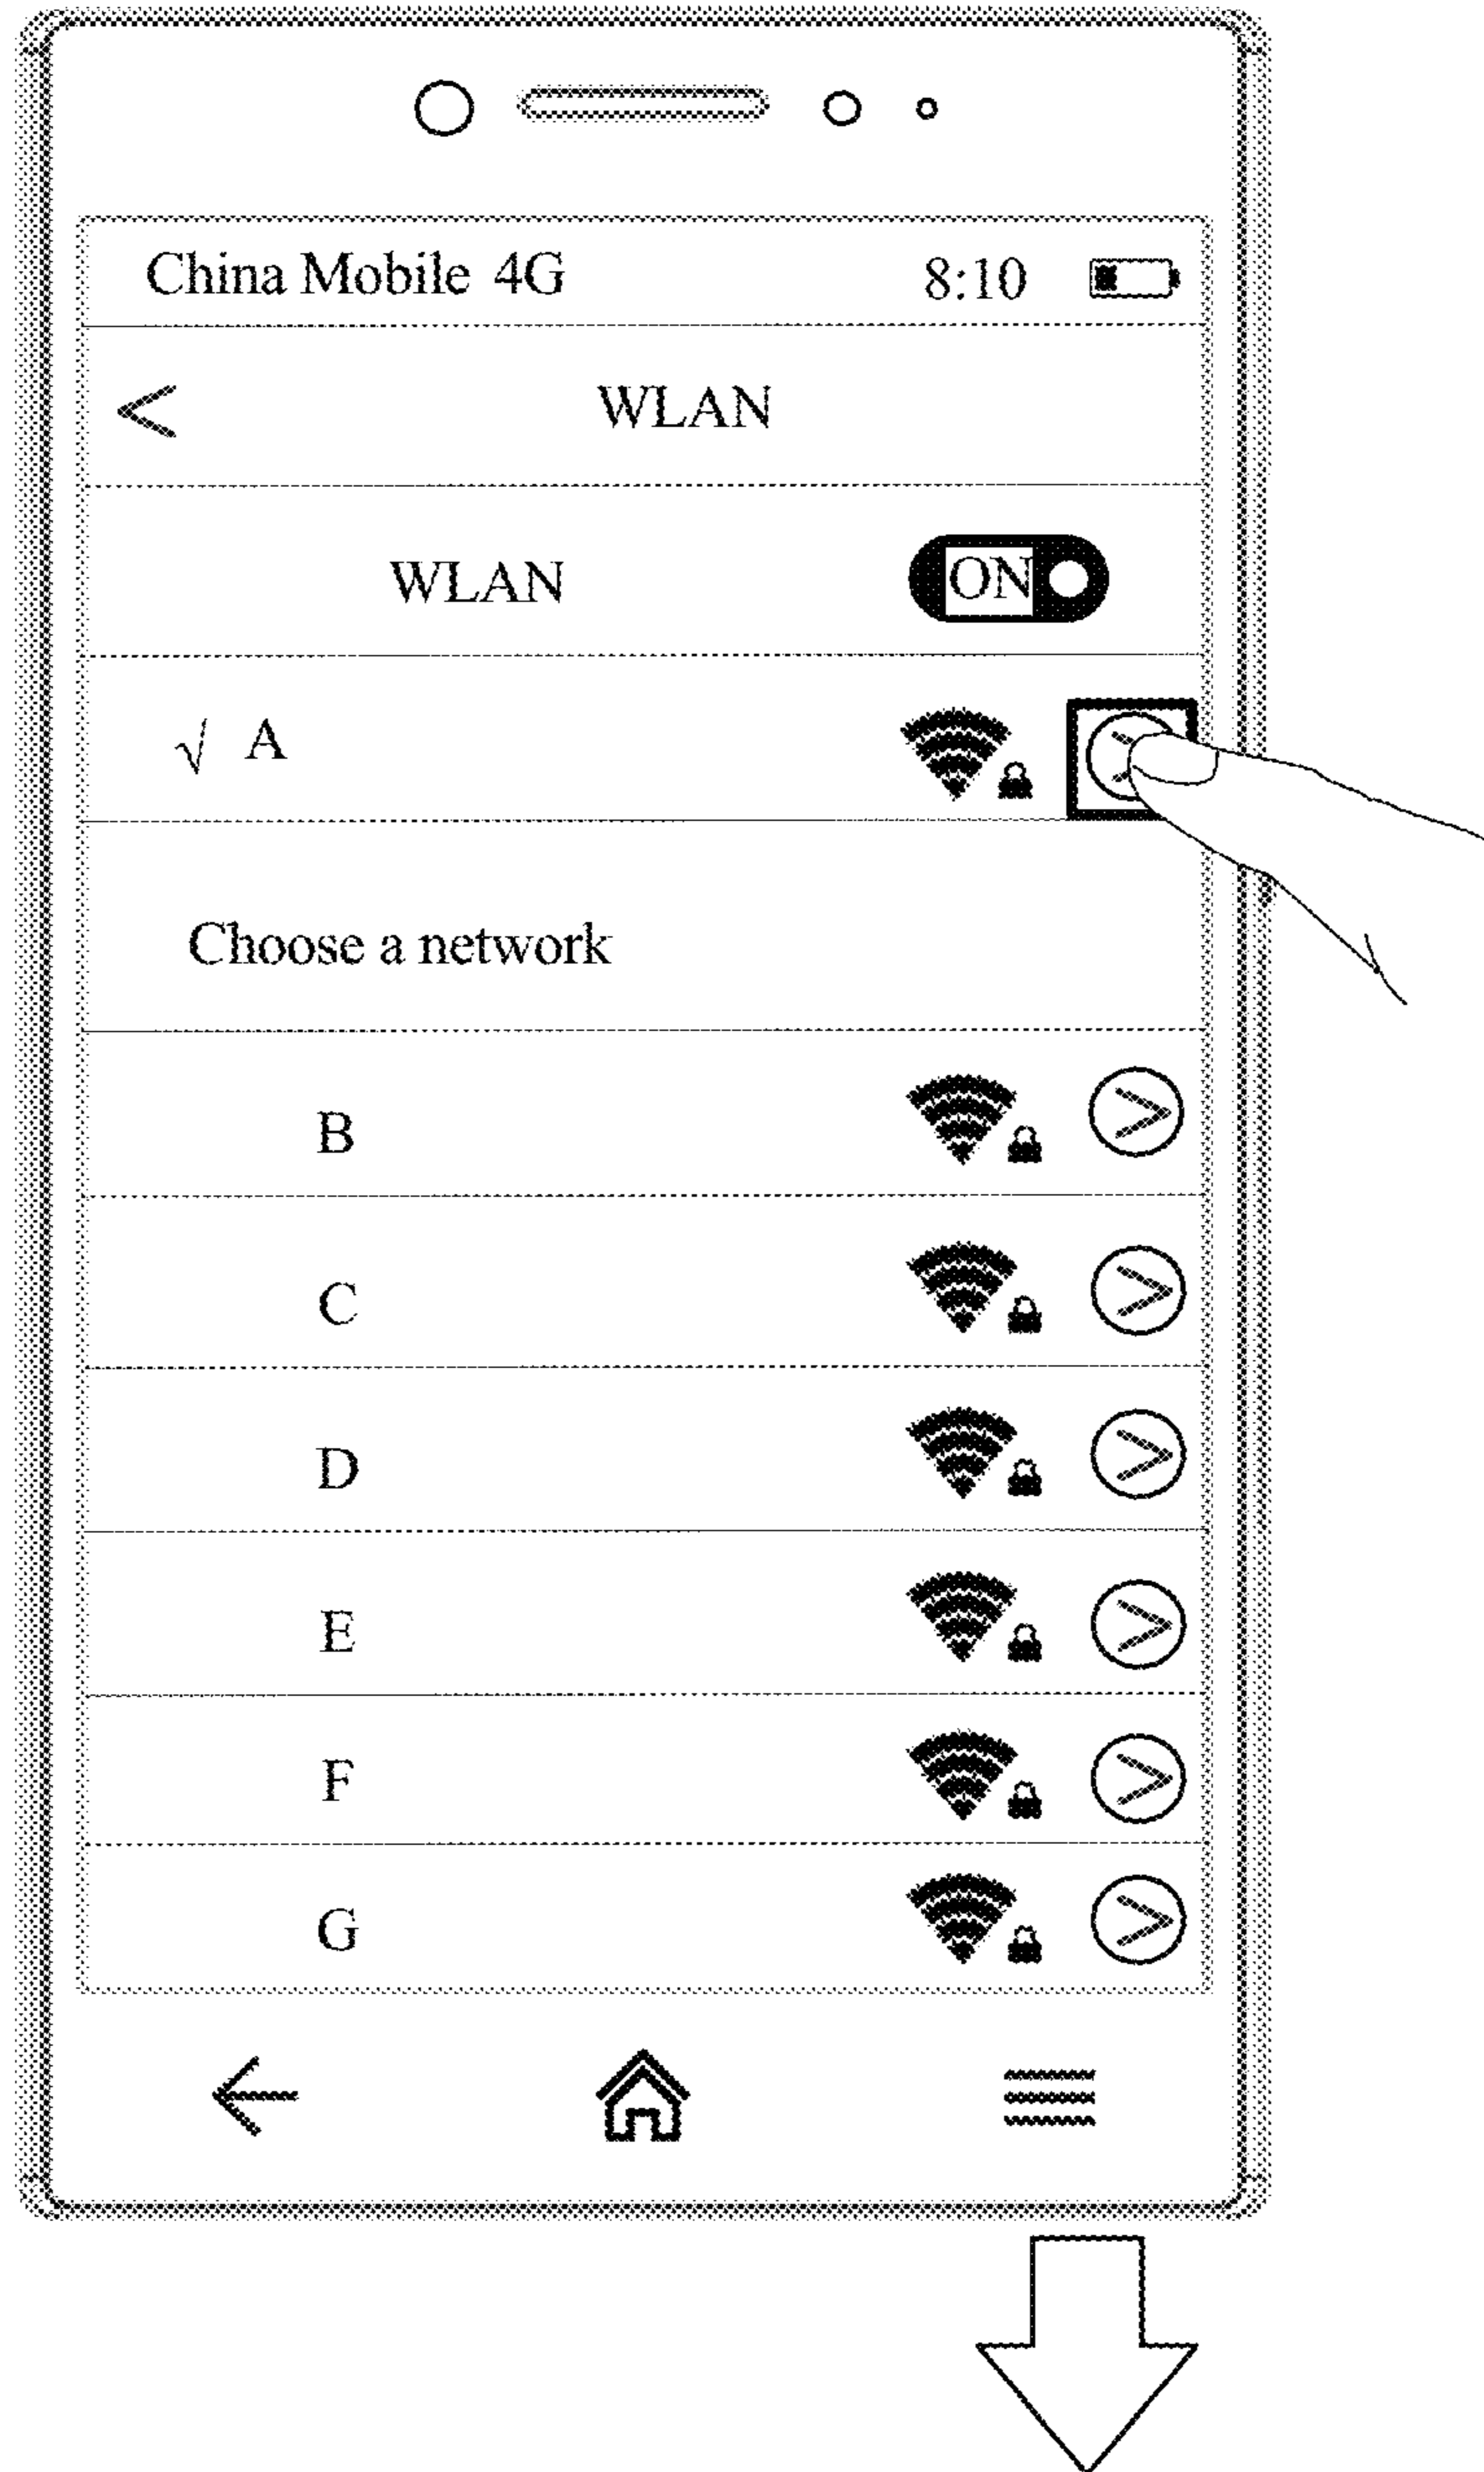 China Mobile 4G 8:10
< WLAN
WLAN ON
√ A
Choose a network
B
C
D
E
F
G